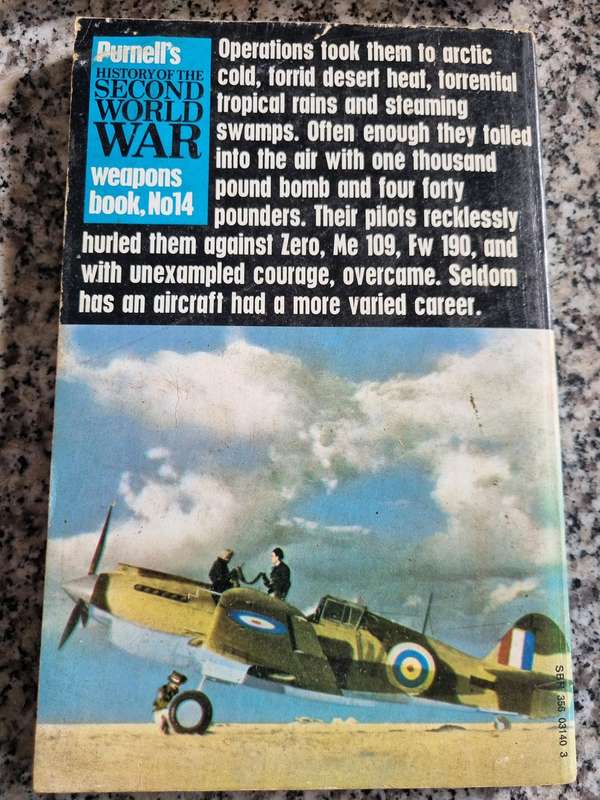 Purnell's
HISTORY OF THE
SECOND
WORLD
WAR
weapons
book, No14
Operations took them to arctic
cold, torrid desert heat, torrential
tropical rains and steaming
swamps. Often enough they toiled
into the air with one thousand
pound bomb and four forty
pounders. Their pilots recklessly
hurled them against Zero, Me 109, Fw 190, and
with unexampled courage, overcame. Seldom
has an aircraft had a more varied career.
SBN 356 03140 3